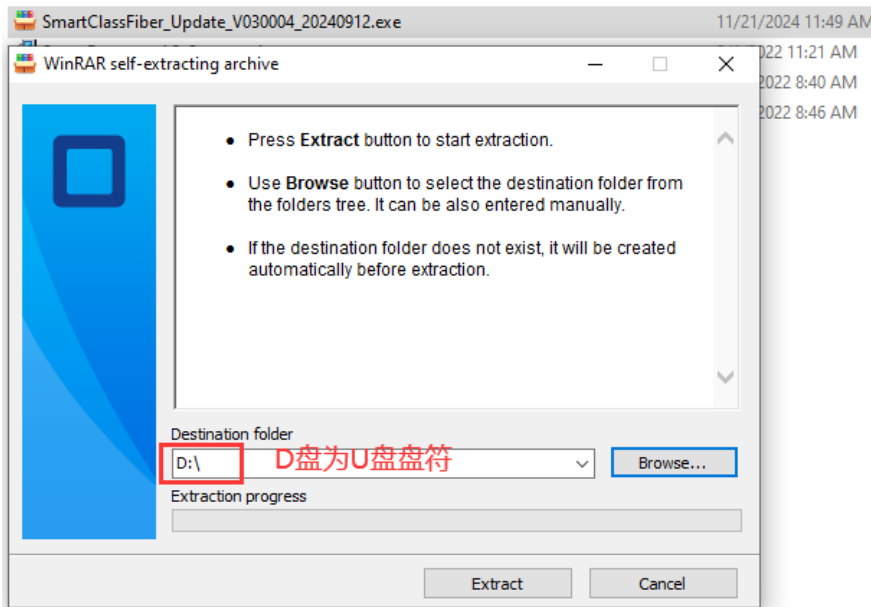 SmartClassFiber_Update_V030004_20240912.exe 11/21/2024 11:49 AM
WinRAR self-extracting archive
022 11:21 AM
2022 8:40 AM
2022 8:46 AM
Press Extract button to start extraction.
Use Browse button to select the destination folder from
the folders tree. It can be also entered manually.
If the destination folder does not exist, it will be created
automatically before extraction.
Destination folder
D:\ D盘为U盘盘符 Browse...
Extraction progress
Extract Cancel